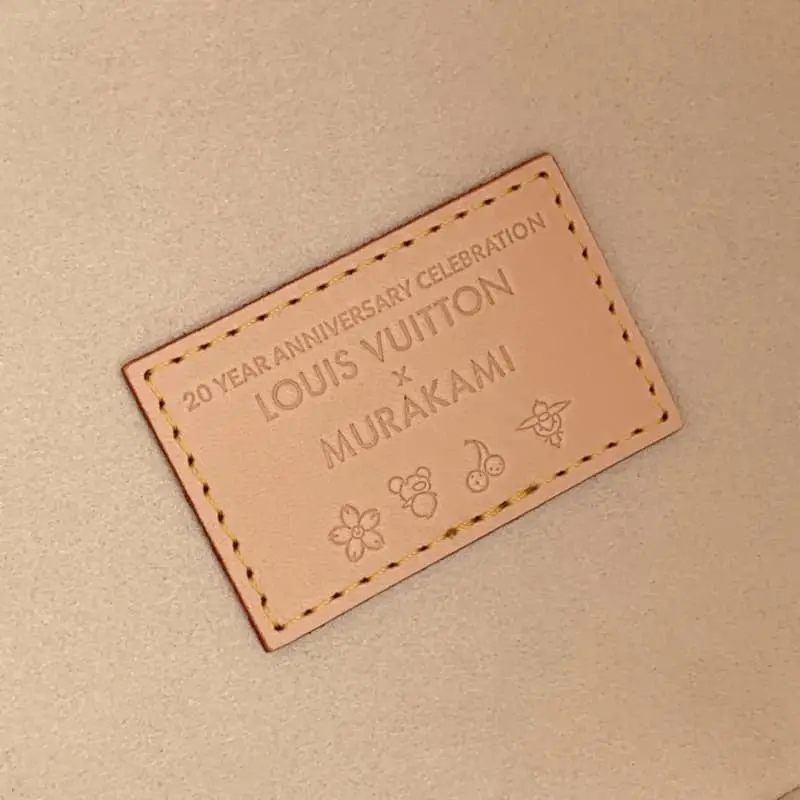 20 YEAR ANNIVERSARY CELEBRATION
LOUIS VUITTON
x
MURAKAMI